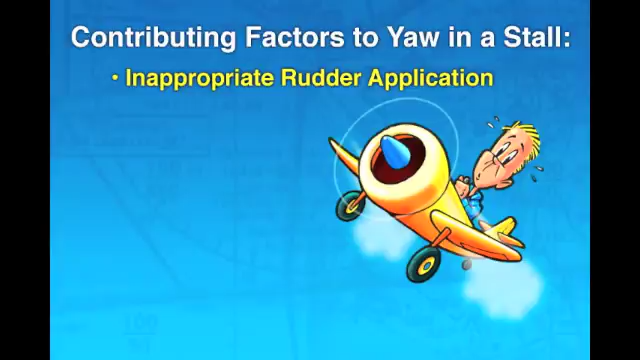 Contributing Factors to Yaw in a Stall:
• Inappropriate Rudder Application